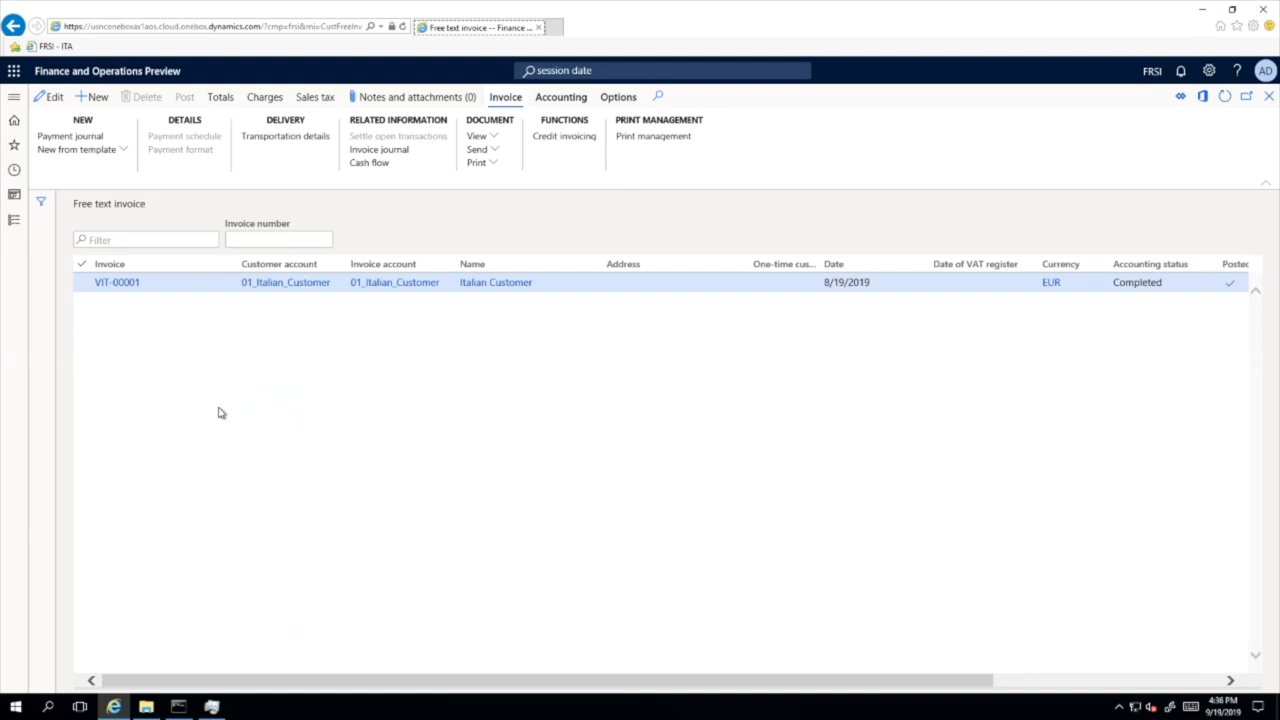 https://usnconeboxax1aos.cloud.onebox.dynamics.com/?cmp=frsi&mi=CustFreeInv
Free text invoice -- Finance ...
FRSI - ITA
Finance and Operations Preview
session date
FRSI
?
AD
Edit
New
Delete
Post
Totals
Charges
Sales tax
Notes and attachments (0)
Invoice
Accounting
Options
NEW
Payment journal
New from template
DETAILS
Payment schedule
Payment format
DELIVERY
Transportation details
RELATED INFORMATION
Settle open transactions
Invoice journal
Cash flow
DOCUMENT
View
Send
Print
FUNCTIONS
Credit invoicing
PRINT MANAGEMENT
Print management
Free text invoice
Invoice number
Filter
Invoice Customer account Invoice account Name Address One-time cus... Date Date of VAT register Currency Accounting status Posted
VIT-00001 01_Italian_Customer 01_Italian_Customer Italian Customer 8/19/2019 EUR Completed
4:36 PM
9/19/2019